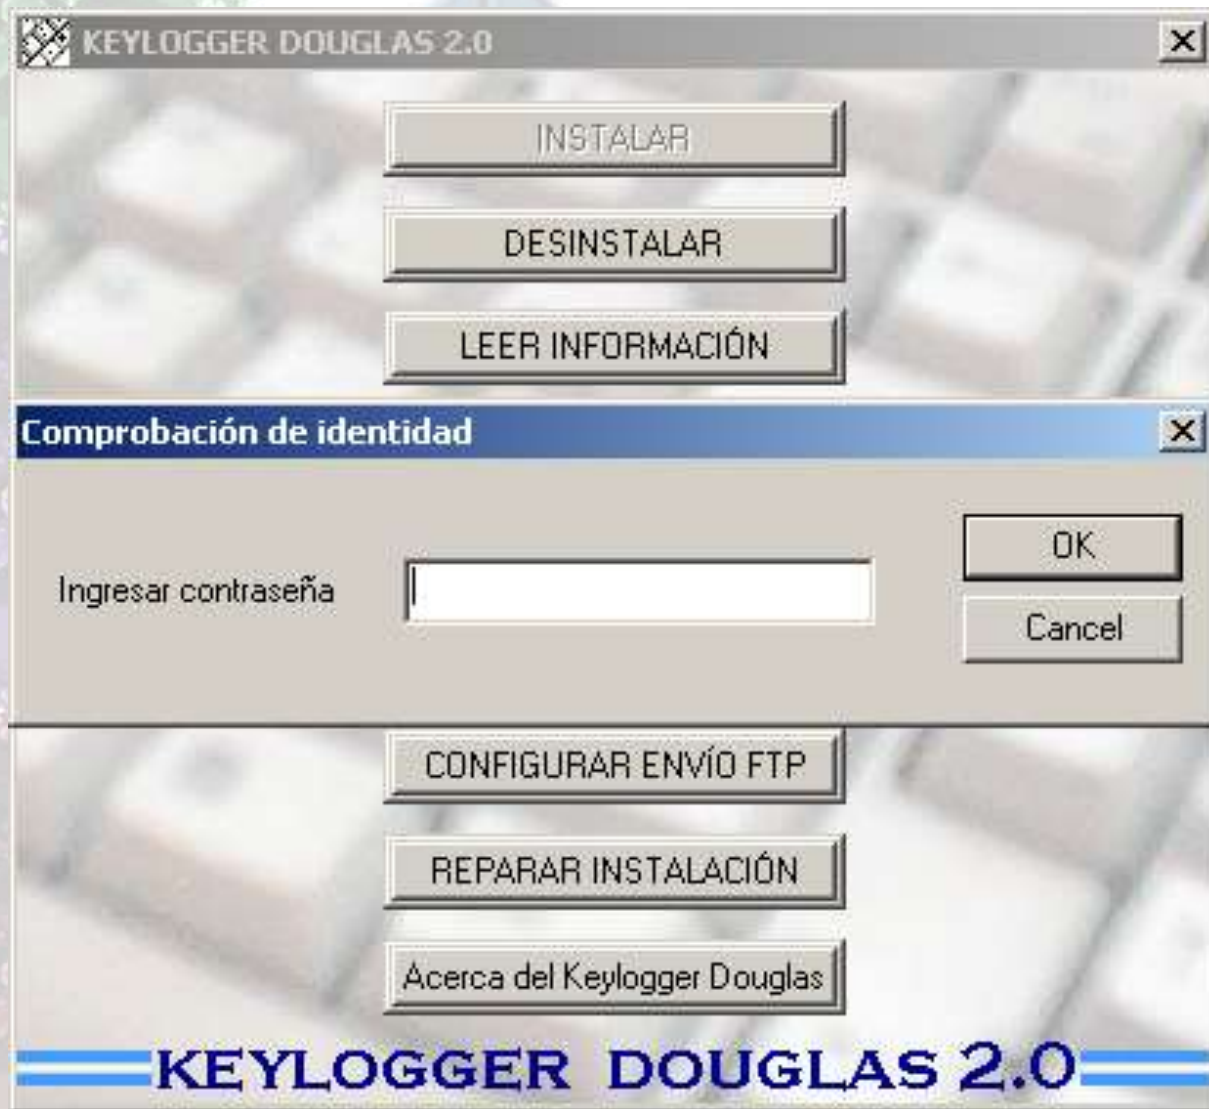 KEYLOGGER DOUGLAS 2.0
INSTALAR
DESINSTALAR
LEER INFORMACIÓN
Comprobación de identidad
Ingresar contraseña
OK
Cancel
CONFIGURAR ENVÍO FTP
REPARAR INSTALACIÓN
Acerca del Keylogger Douglas
KEYLOGGER DOUGLAS 2.0